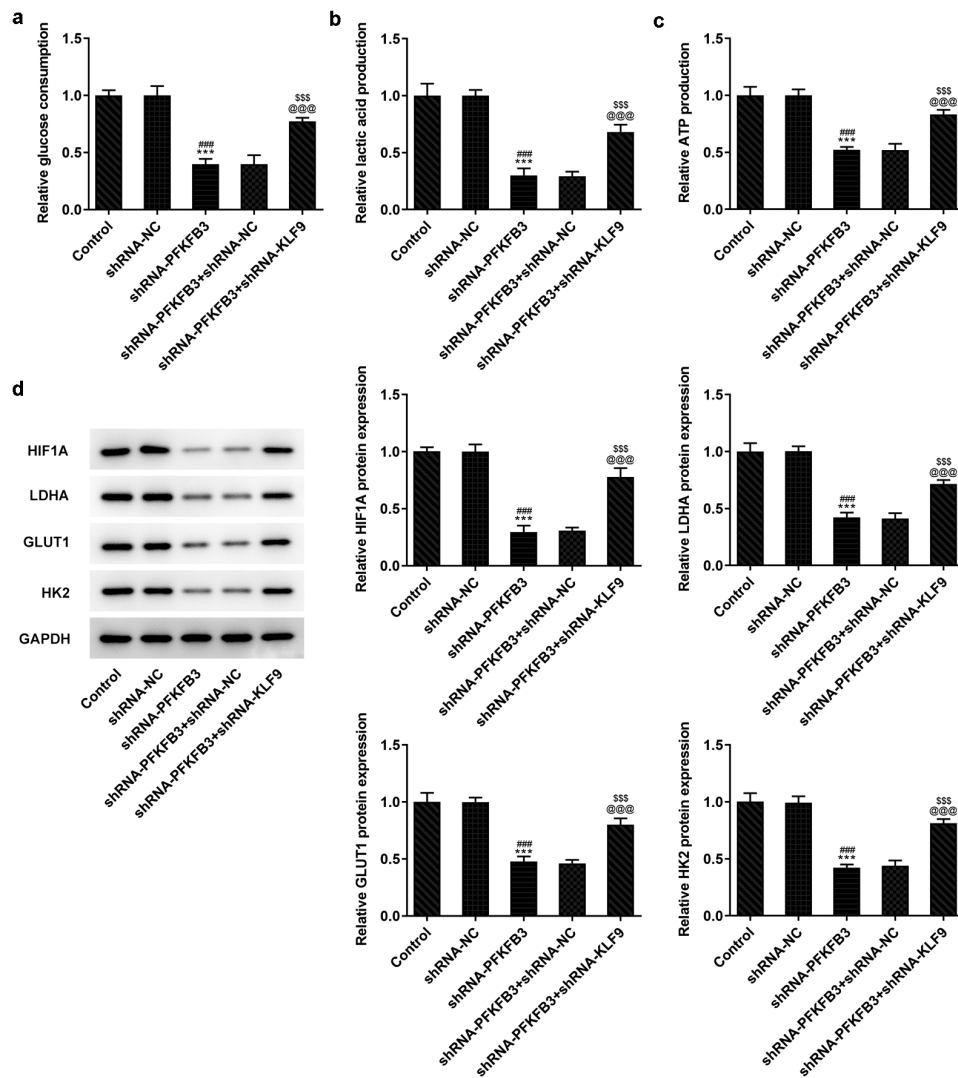 a
Relative glucose consumption
1.5
1.0
0.5
0.0
###
***
$$$
@@@
Control
shRNA-NC
shRNA-PFKFB3
shRNA-PFKFB3+shRNA-NC
shRNA-PFKFB3+shRNA-KLF9
b
Relative lactic acid production
1.5
1.0
0.5
0.0
###
***
$$$
@@@
Control
shRNA-NC
shRNA-PFKFB3
shRNA-PFKFB3+shRNA-NC
shRNA-PFKFB3+shRNA-KLF9
c
Relative ATP production
1.5
1.0
0.5
0.0
###
***
$$$
@@@
Control
shRNA-NC
shRNA-PFKFB3
shRNA-PFKFB3+shRNA-NC
shRNA-PFKFB3+shRNA-KLF9
d
HIF1A
LDHA
GLUT1
HK2
GAPDH
Control
shRNA-NC
shRNA-PFKFB3
shRNA-PFKFB3+shRNA-NC
shRNA-PFKFB3+shRNA-KLF9
Relative HIF1A protein expression
1.5
1.0
0.5
0.0
###
***
$$$
@@@
Control
shRNA-NC
shRNA-PFKFB3
shRNA-PFKFB3+shRNA-NC
shRNA-PFKFB3+shRNA-KLF9
Relative LDHA protein expression
1.5
1.0
0.5
0.0
###
***
$$$
@@@
Control
shRNA-NC
shRNA-PFKFB3
shRNA-PFKFB3+shRNA-NC
shRNA-PFKFB3+shRNA-KLF9
Relative GLUT1 protein expression
1.5
1.0
0.5
0.0
###
***
$$$
@@@
Control
shRNA-NC
shRNA-PFKFB3
shRNA-PFKFB3+shRNA-NC
shRNA-PFKFB3+shRNA-KLF9
Relative HK2 protein expression
1.5
1.0
0.5
0.0
###
***
$$$
@@@
Control
shRNA-NC
shRNA-PFKFB3
shRNA-PFKFB3+shRNA-NC
shRNA-PFKFB3+shRNA-KLF9